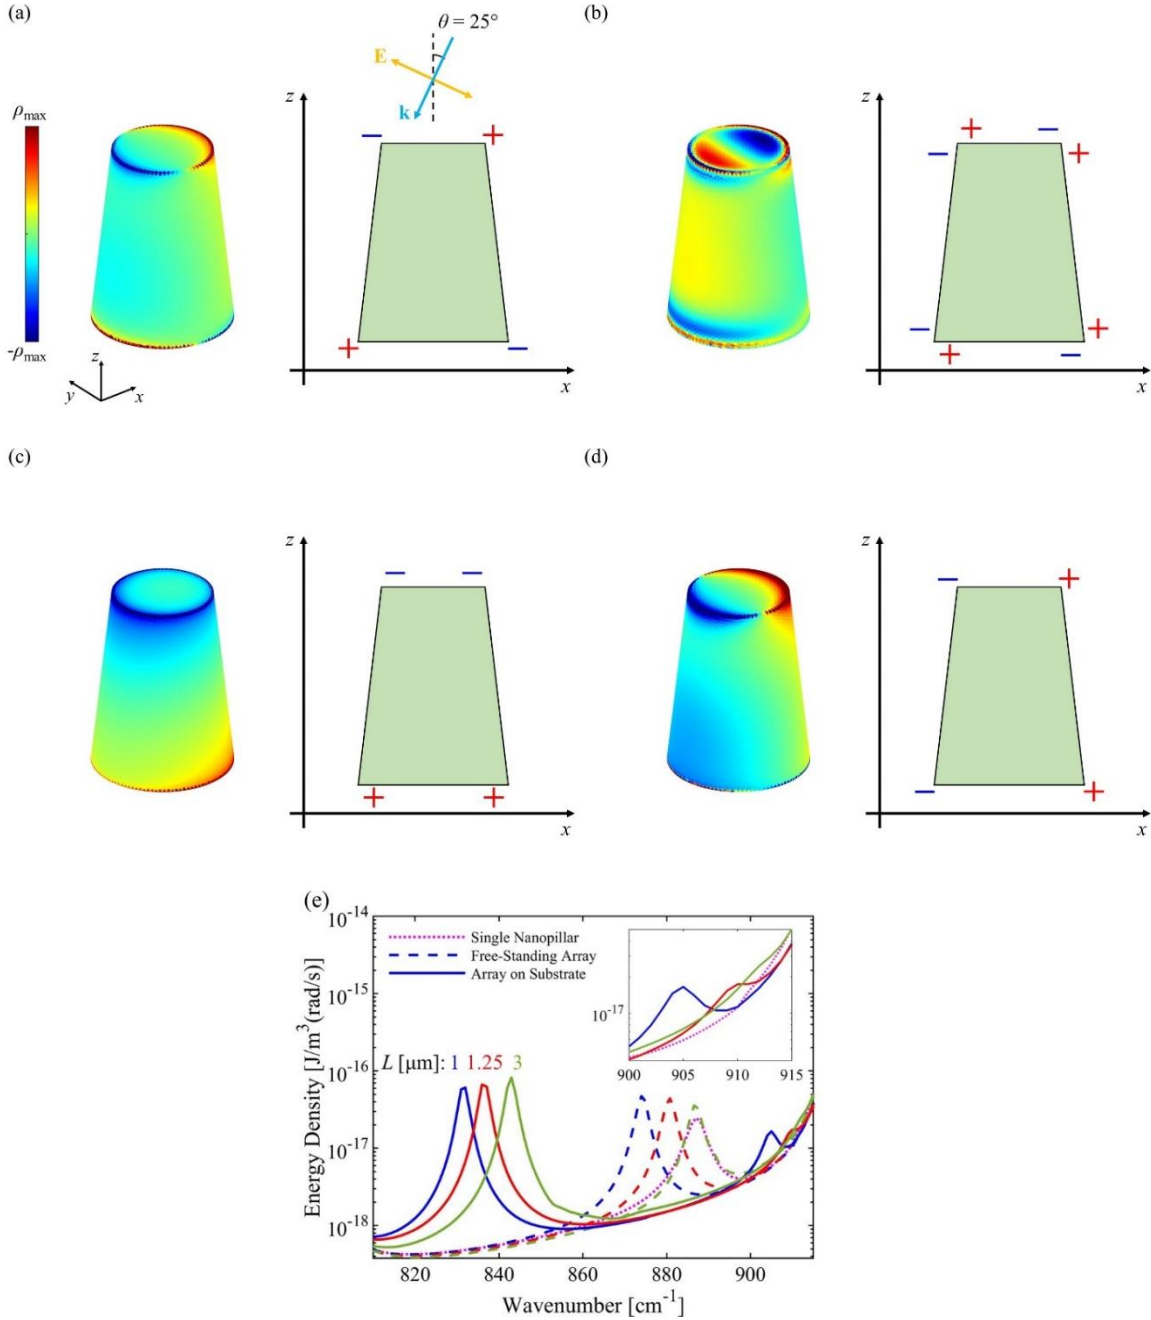 (a)
θ = 25°
E
k
ρmax
-ρmax
z
y
x
z
x
− +
+ −
(b)
z
x
+ −
− +
− +
+ −
(c)
z
x
− −
+ +
(d)
z
x
− +
− +
(e)
Energy Density [J/m³(rad/s)]
10⁻¹⁴
10⁻¹⁵
10⁻¹⁶
10⁻¹⁷
10⁻¹⁸
Single Nanopillar
Free-Standing Array
Array on Substrate
L [μm]: 1 1.25 3
10⁻¹⁷
900 905 910 915
820 840 860 880 900
Wavenumber [cm⁻¹]